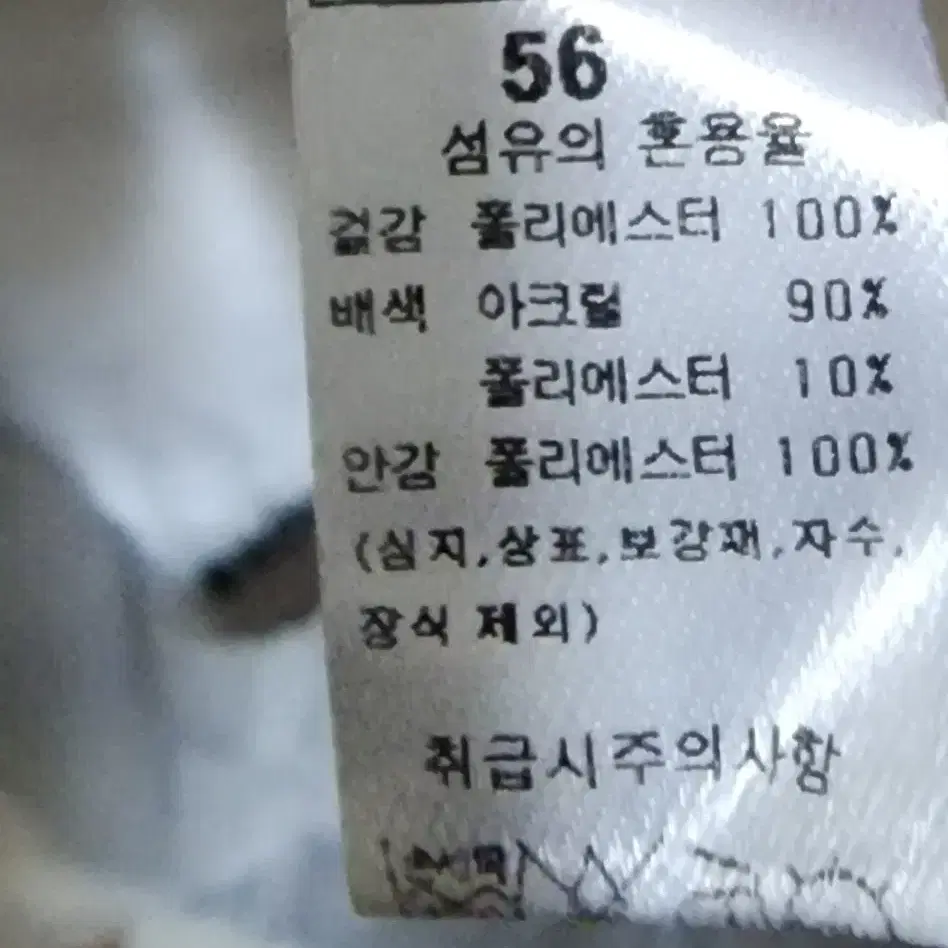 56
섬유의 혼용율
겉감 폴리에스터 100%
배색 아크릴 90%
폴리에스터 10%
안감 폴리에스터 100%
(심지,상표,보강재,자수,
장식 제외)
취급시주의사항